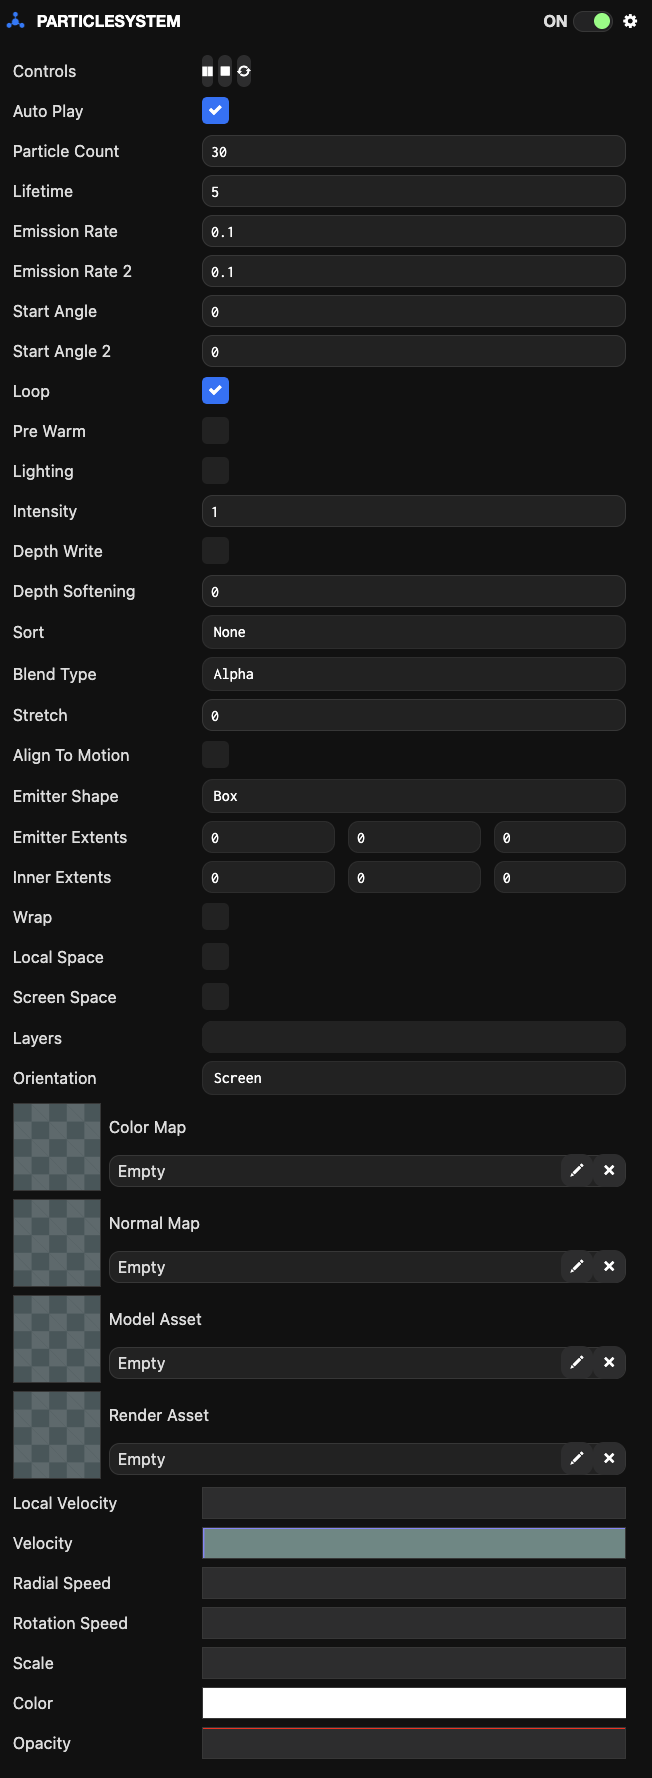 PARTICLESYSTEM ON
Controls
Auto Play
Particle Count 30
Lifetime 5
Emission Rate 0.1
Emission Rate 2 0.1
Start Angle 0
Start Angle 2 0
Loop
Pre Warm
Lighting
Intensity 1
Depth Write
Depth Softening 0
Sort None
Blend Type Alpha
Stretch 0
Align To Motion
Emitter Shape Box
Emitter Extents 0 0 0
Inner Extents 0 0 0
Wrap
Local Space
Screen Space
Layers
Orientation Screen
Color Map
Empty
Normal Map
Empty
Model Asset
Empty
Render Asset
Empty
Local Velocity
Velocity
Radial Speed
Rotation Speed
Scale
Color
Opacity